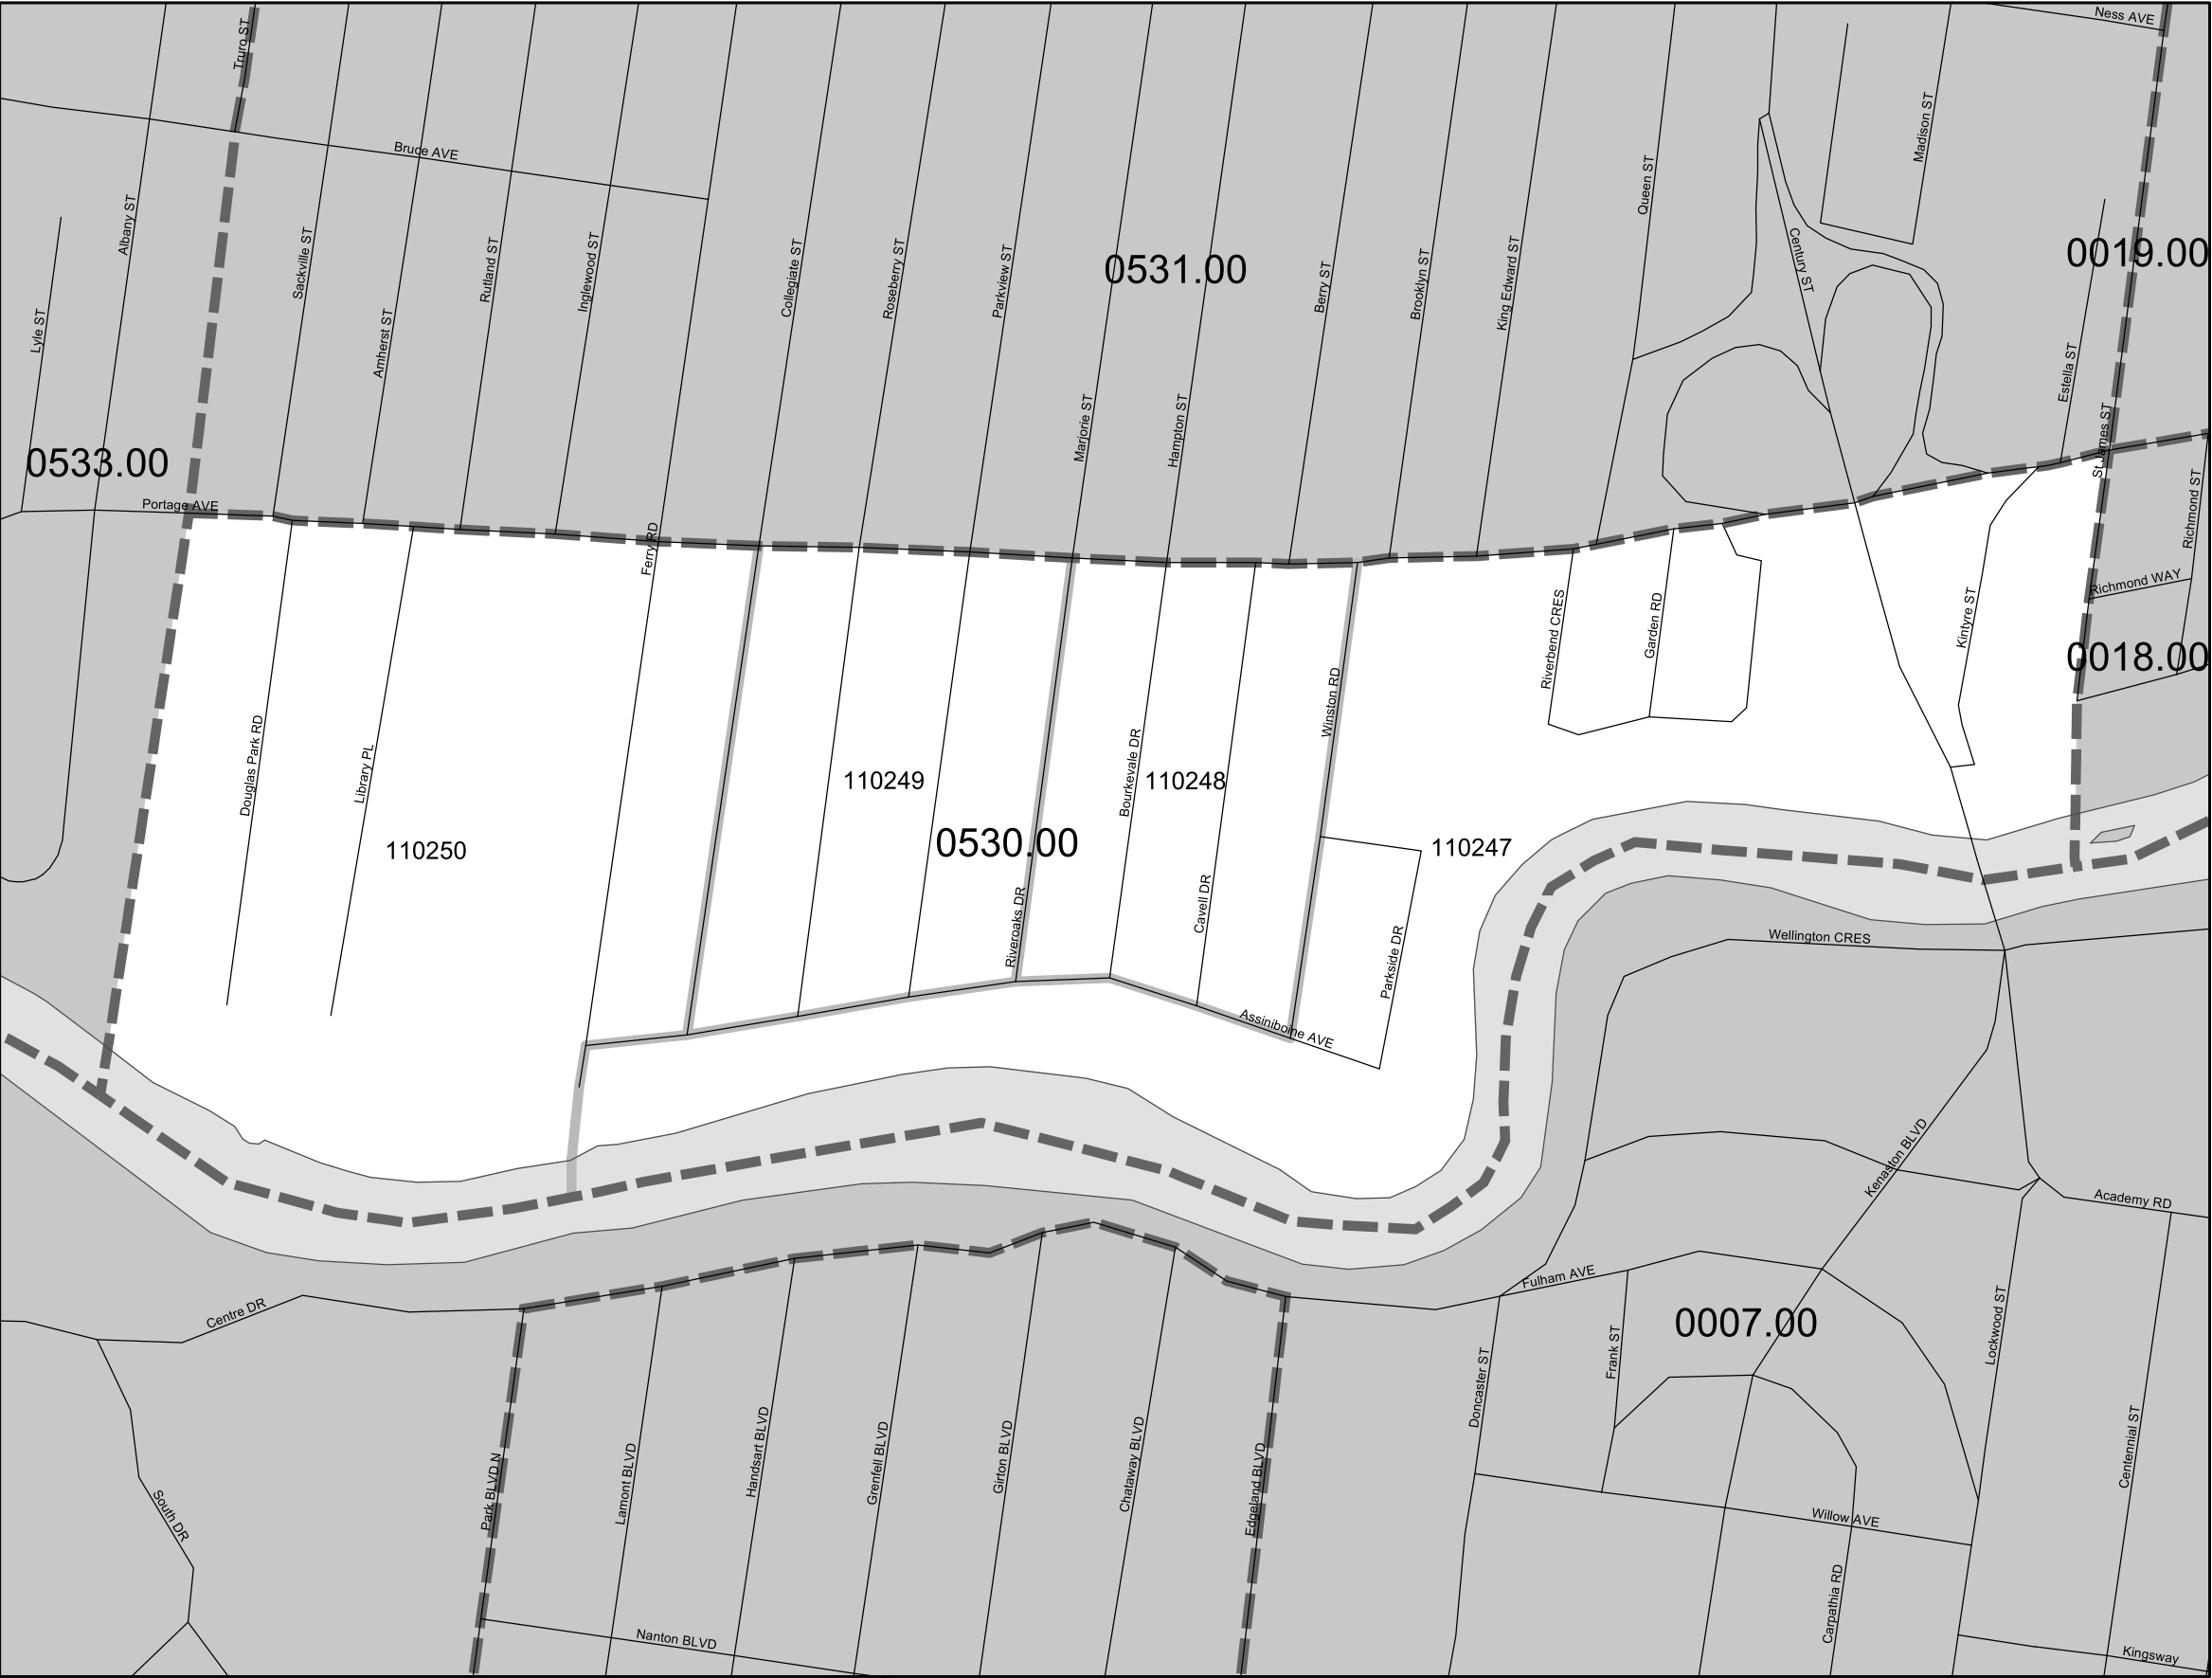 Ness AVE
Truro ST
Bruce AVE
Madison ST
Albany ST
Queen ST
Sackville ST
Rutland ST
Inglewood ST
Collegiate ST
Roseberry ST
Parkview ST
0531.00
Berry ST
Brooklyn ST
King Edward ST
Century ST
0019.00
Lyle ST
Amherst ST
Marjorie ST
Hampton ST
Estella ST
St James ST
0533.00
Portage AVE
Ferry RD
Richmond ST
Richmond WAY
Riverbend CRES
Garden RD
Kintyre ST
0018.00
Douglas Park RD
Library PL
Winston RD
Bourkevale DR
110249
110248
110250
0530.00
110247
Riveroaks DR
Cavell DR
Parkside DR
Wellington CRES
Assiniboine AVE
Kenaston BLVD
Academy RD
Fulham AVE
Centre DR
0007.00
Lockwood ST
Frank ST
Doncaster ST
Park BLVD N
Lamont BLVD
Handsart BLVD
Grenfell BLVD
Girton BLVD
Chataway BLVD
Edgeland BLVD
Centennial ST
South DR
Willow AVE
Carpathia RD
Nanton BLVD
Kingsway